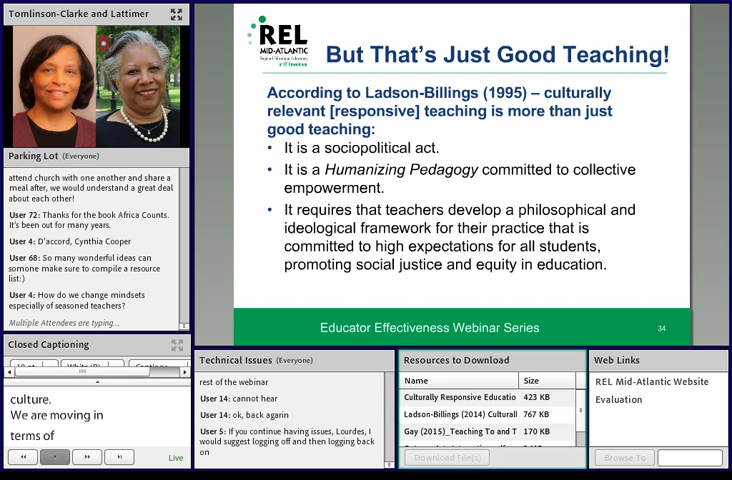 Tomlinson-Clarke and Lattimer
Parking Lot (Everyone)
attend church with one another and share a
meal after, we would understand a great deal
about each other!
User 72: Thanks for the book Africa Counts.
It's been out for many years.
User 4: D'accord, Cynthia Cooper
User 68: So many wonderful ideas can
somone make sure to compile a resource
list:)
User 4: How do we change mindsets
especially of seasoned teachers?
Multiple Attendees are typing...
Closed Captioning
culture.
We are moving in
terms of
Live
REL
MID-ATLANTIC
But That's Just Good Teaching!
According to Ladson-Billings (1995) – culturally
relevant [responsive] teaching is more than just
good teaching:
• It is a sociopolitical act.
• It is a Humanizing Pedagogy committed to collective
empowerment.
• It requires that teachers develop a philosophical and
ideological framework for their practice that is
committed to high expectations for all students,
promoting social justice and equity in education.
Educator Effectiveness Webinar Series
34
Technical Issues (Everyone)
rest of the webinar
User 14: cannot hear
User 14: ok, back agarin
User 5: If you continue having issues, Lourdes, I
would suggest logging off and then logging back
on
Resources to Download
Name Size
Culturally Responsive Educatio 423 KB
Ladson-Billings (2014) Culturall 767 KB
Gay (2015)_Teaching To and T 170 KB
Download File(s)
Web Links
REL Mid-Atlantic Website
Evaluation
Browse To